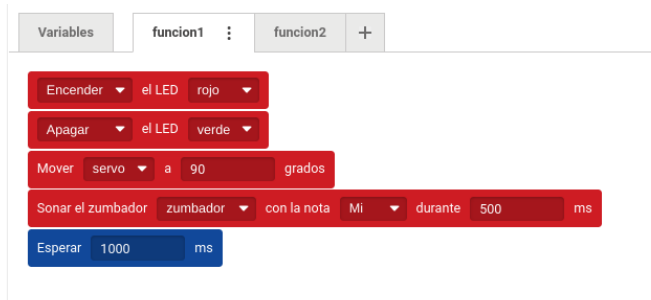 Variables funcion1 funcion2 +
Encender el LED rojo
Apagar el LED verde
Mover servo a 90 grados
Sonar el zumbador zumbador con la nota Mi durante 500 ms
Esperar 1000 ms